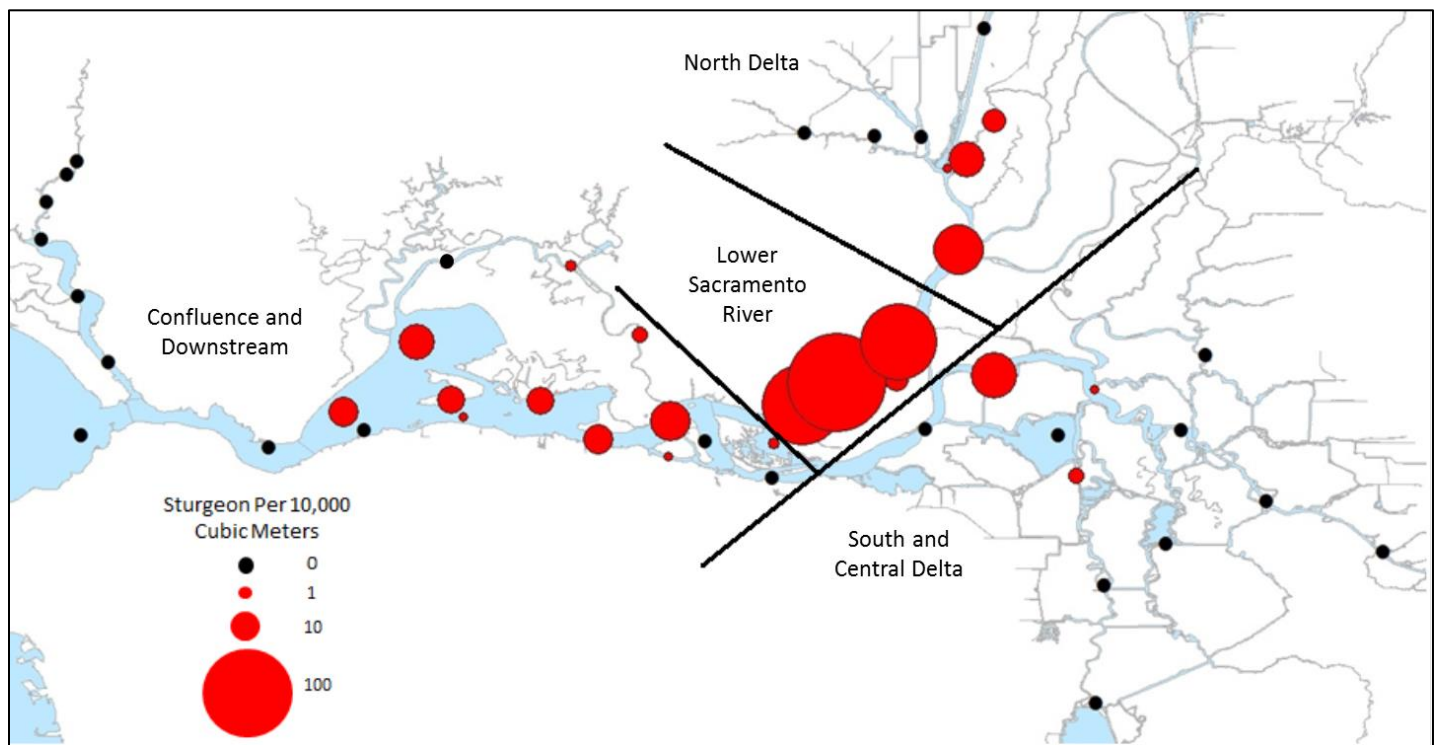 North Delta
Lower
Sacramento
River
Confluence and
Downstream
South and
Central Delta
Sturgeon Per 10,000
Cubic Meters
0
1
10
100